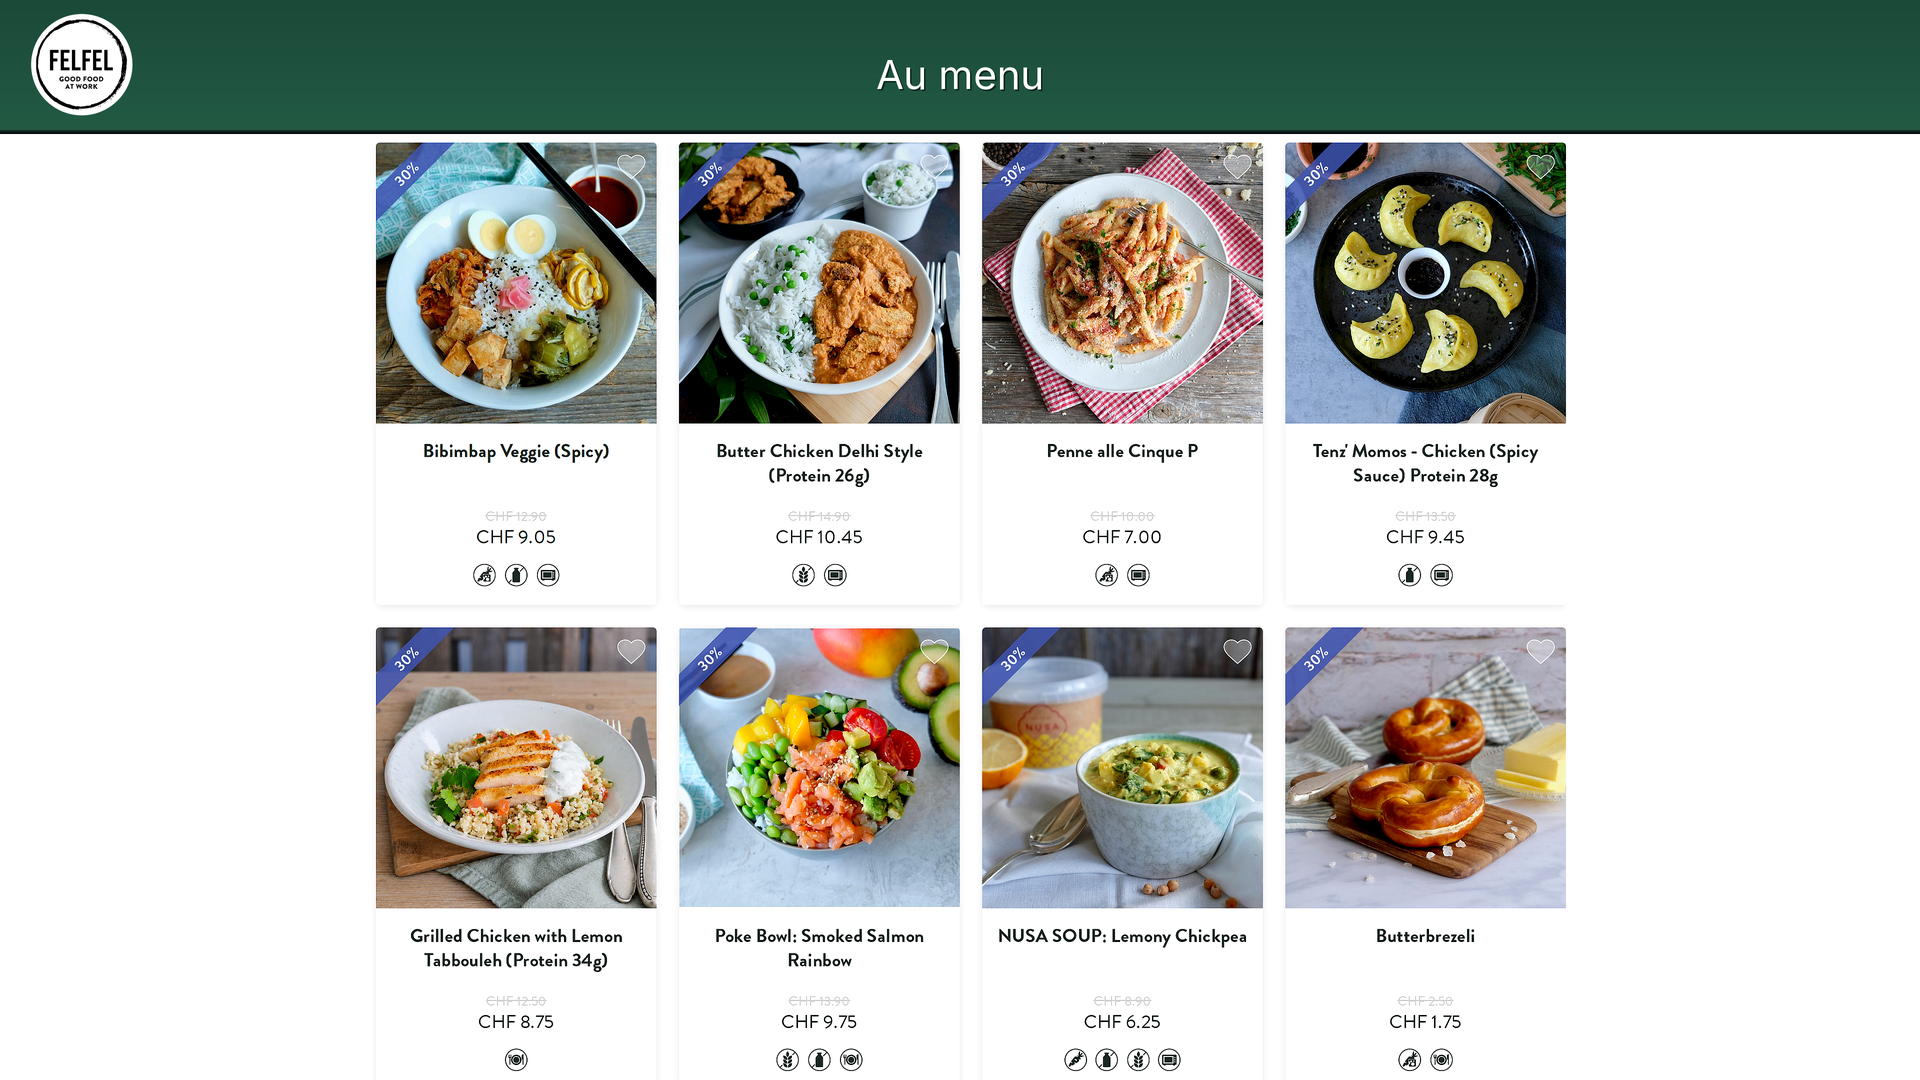 FELFEL
GOOD FOOD
AT WORK
Au menu
30%
30%
30%
30%
Bibimbap Veggie (Spicy)
CHF 12.90
CHF 9.05
Butter Chicken Delhi Style
(Protein 26g)
CHF 14.90
CHF 10.45
Penne alle Cinque P
CHF 10.00
CHF 7.00
Tenz' Momos - Chicken (Spicy
Sauce) Protein 28g
CHF 13.50
CHF 9.45
30%
30%
30%
30%
NUSA
Grilled Chicken with Lemon
Tabbouleh (Protein 34g)
CHF 12.50
CHF 8.75
Poke Bowl: Smoked Salmon
Rainbow
CHF 13.90
CHF 9.75
NUSA SOUP: Lemony Chickpea
CHF 8.90
CHF 6.25
Butterbrezeli
CHF 2.50
CHF 1.75